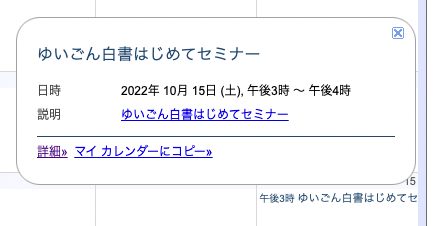 ゆいごん白書はじめてセミナー
日時 2022年 10月 15日 (土), 午後3時 ～ 午後4時
説明 ゆいごん白書はじめてセミナー
詳細» マイ カレンダーにコピー»
15
午後3時 ゆいごん白書はじめてセ